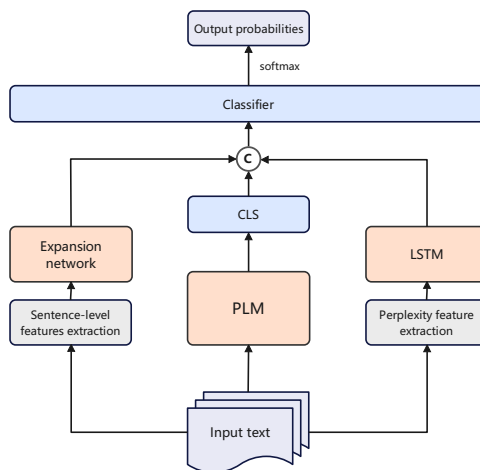 Output probabilities
softmax
Classifier
C
CLS
Expansion
network
LSTM
PLM
Sentence-level
features extraction
Perplexity feature
extraction
Input text